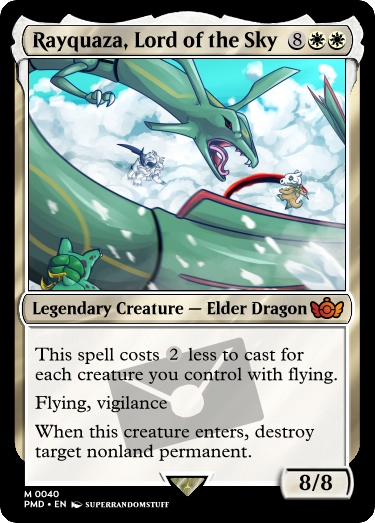 Rayquaza, Lord of the Sky 8
Legendary Creature — Elder Dragon
This spell costs 2 less to cast for
each creature you control with flying.
Flying, vigilance
When this creature enters, destroy
target nonland permanent.
8/8
M 0040
PMD • EN SUPERRANDOMSTUFF